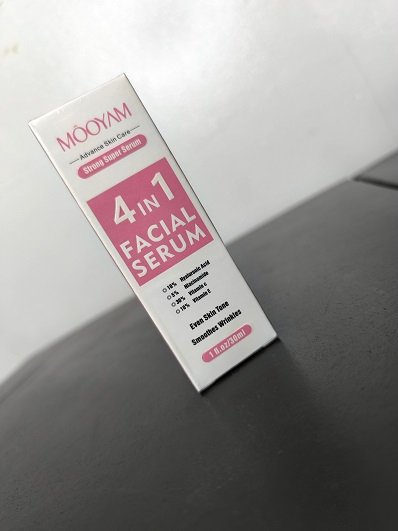 MÖOYAM
Advance Skin Care
Strong Super Serum
4 IN 1
FACIAL
SERUM
10% Hyaluronic Acid
5% Niacinamide
20% Vitamin c
10% Vitamin E
Even Skin Tone
Smoothes Wrinkles
1 fl.oz/30ml